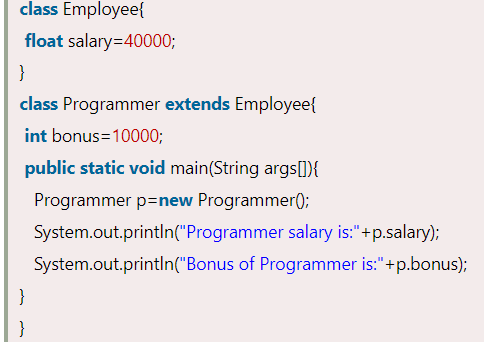 class Employee{
float salary=40000;
}
class Programmer extends Employee{
int bonus=10000;
public static void main(String args[]){
Programmer p=new Programmer();
System.out.println("Programmer salary is:"+p.salary);
System.out.println("Bonus of Programmer is:"+p.bonus);
}
}